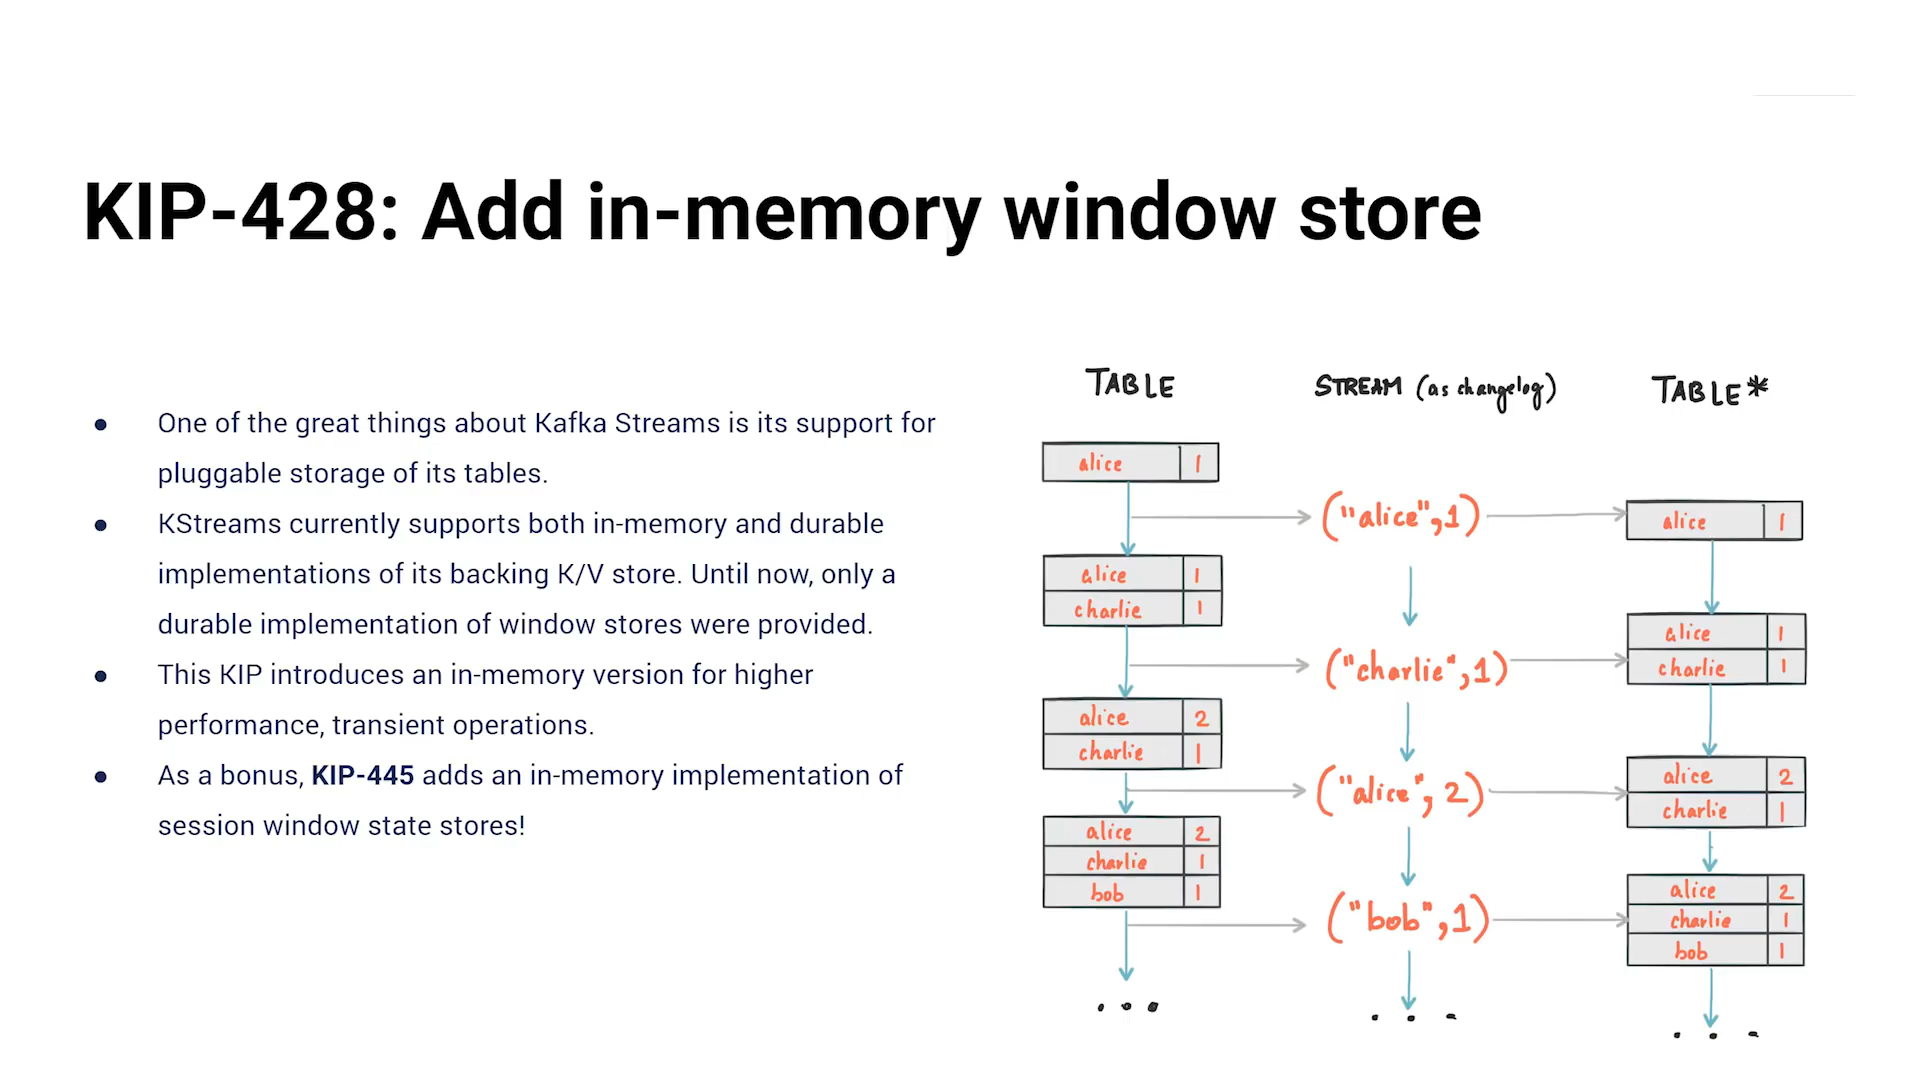 KIP-428: Add in-memory window store
● One of the great things about Kafka Streams is its support for
pluggable storage of its tables.
● KStreams currently supports both in-memory and durable
implementations of its backing K/V store. Until now, only a
durable implementation of window stores were provided.
● This KIP introduces an in-memory version for higher
performance, transient operations.
● As a bonus, KIP-445 adds an in-memory implementation of
session window state stores!
TABLE
alice 1
alice 1
charlie 1
alice 2
charlie 1
alice 2
charlie 1
bob 1
...
STREAM (as changelog)
("alice",1)
("charlie",1)
("alice", 2)
("bob",1)
...
TABLE*
alice 1
alice 1
charlie 1
alice 2
charlie 1
alice 2
charlie 1
bob 1
...